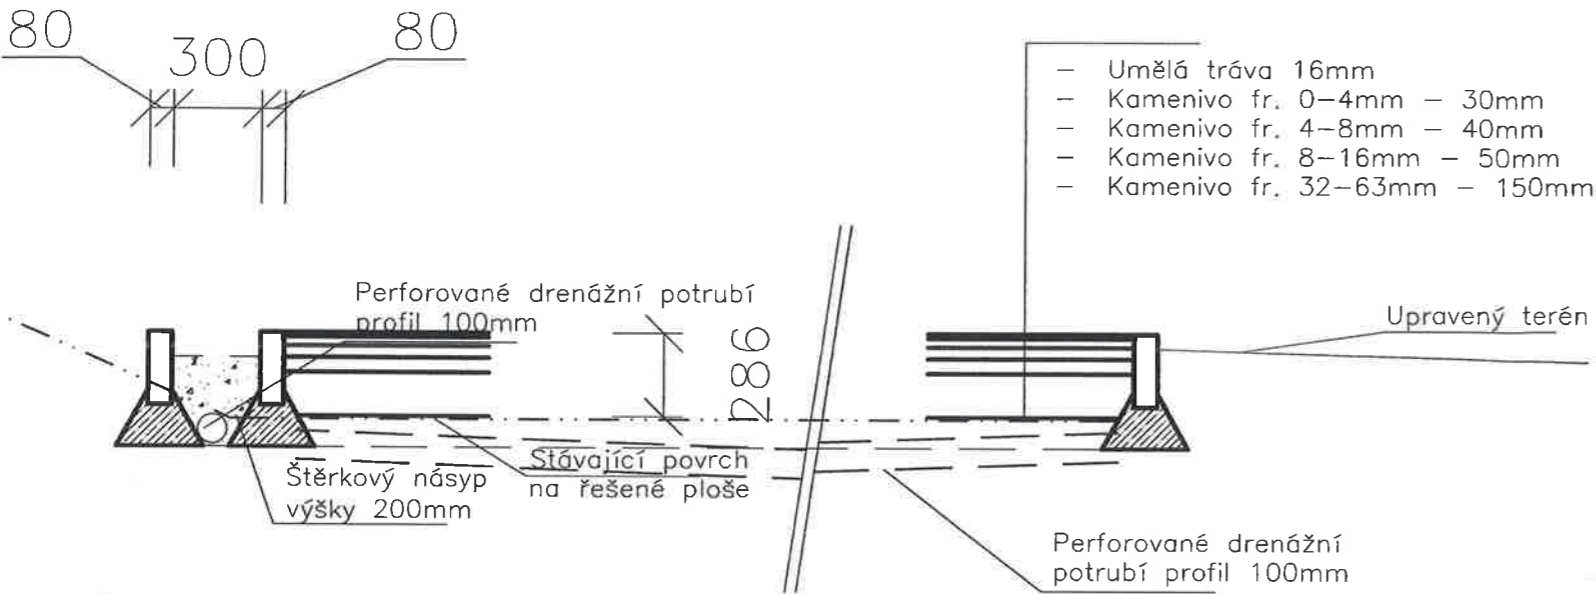 80
300
80
– Umělá tráva 16mm
– Kamenivo fr. 0–4mm – 30mm
– Kamenivo fr. 4–8mm – 40mm
– Kamenivo fr. 8–16mm – 50mm
– Kamenivo fr. 32–63mm – 150mm
Perforované drenážní potrubí
profil 100mm
286
Upravený terén
Štěrkový násyp
výšky 200mm
Stávající povrch
na řešené ploše
Perforované drenážní
potrubí profil 100mm